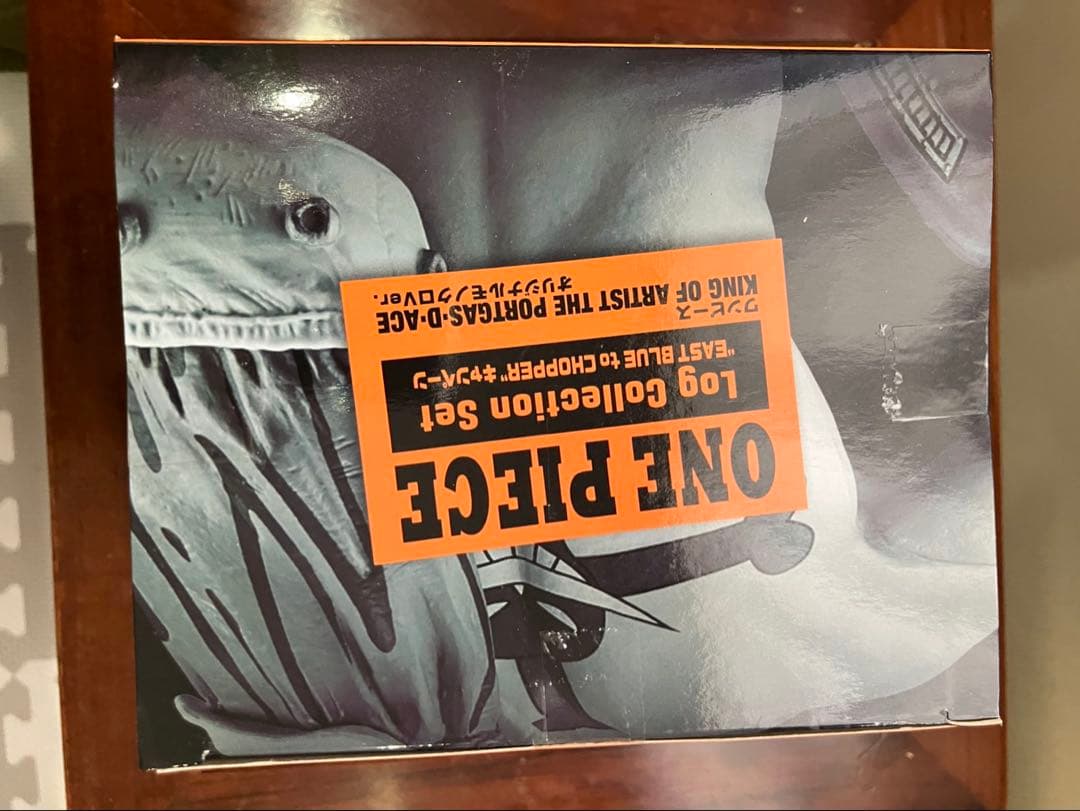 ONE PIECE
Log Collection Set
"EAST BLUE to CHOPPER" キャンペーン
ワンピース
KING OF ARTIST THE PORTGAS・D・ACE
オリジナルモノクロVer.